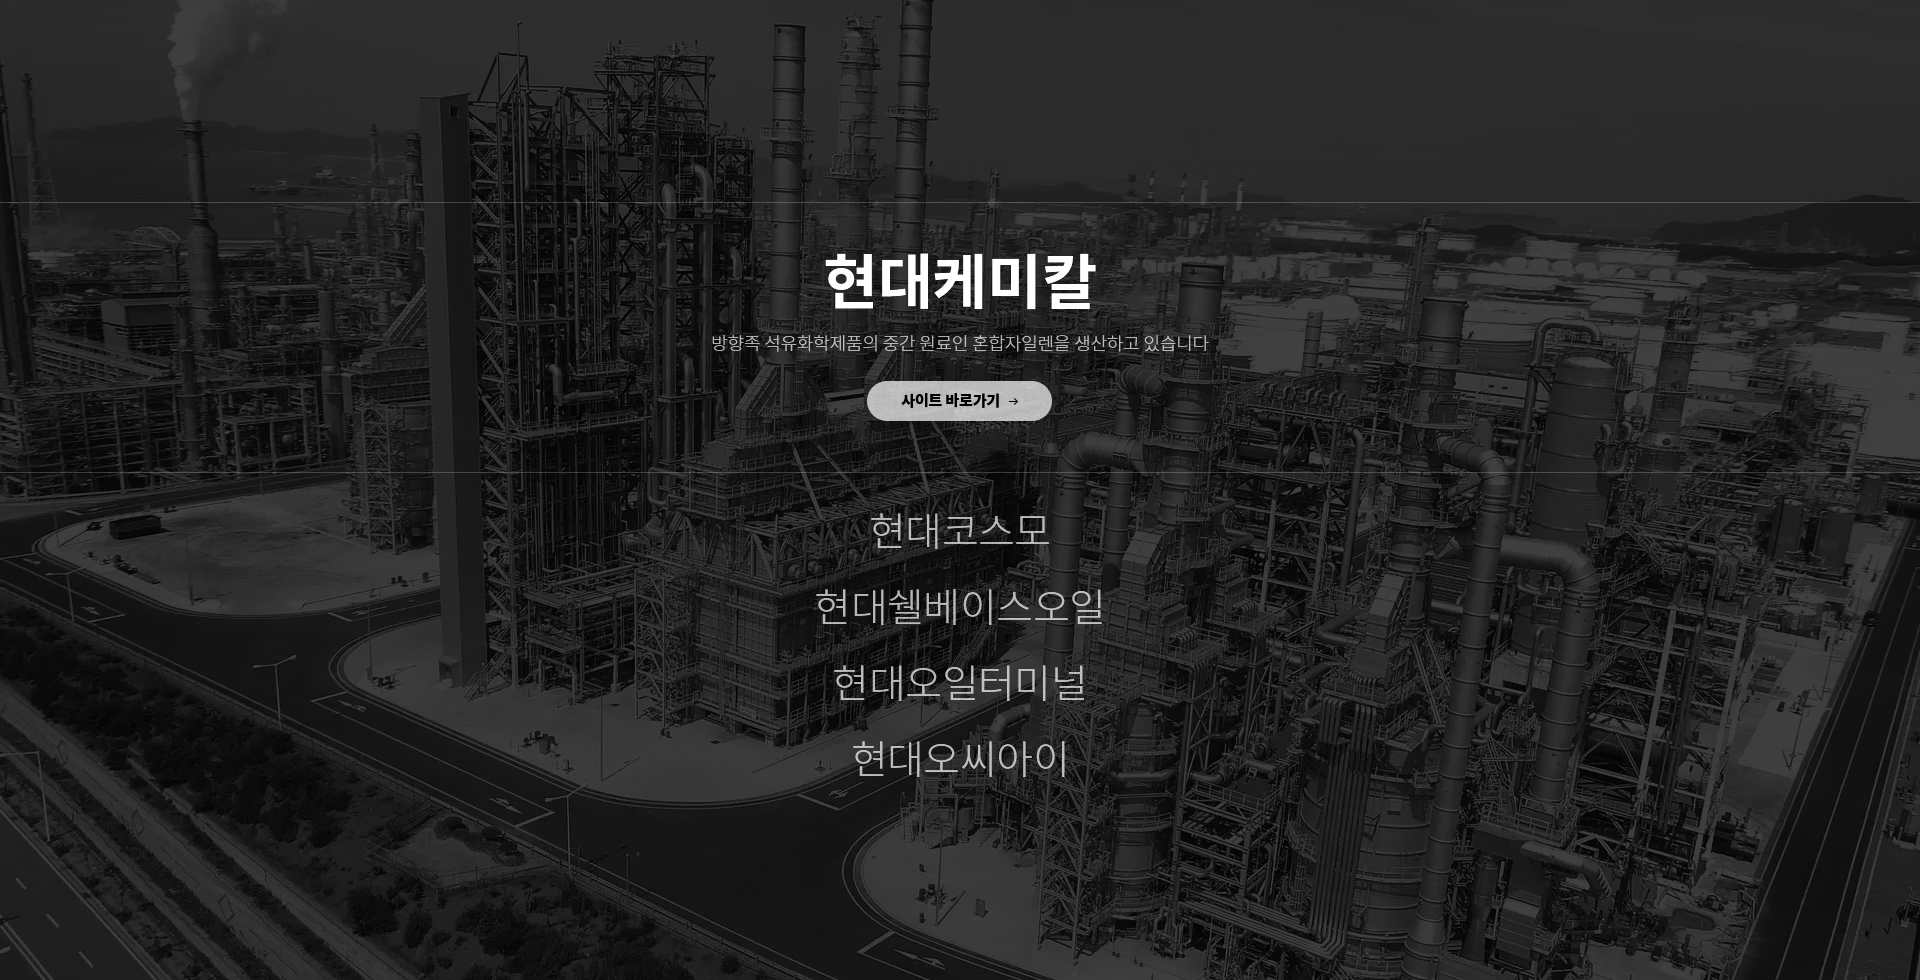 현대케미칼
방향족 석유화학제품의 중간 원료인 혼합자일렌을 생산하고 있습니다
사이트 바로가기 →
현대코스모
현대쉘베이스오일
현대오일터미널
현대오씨아이